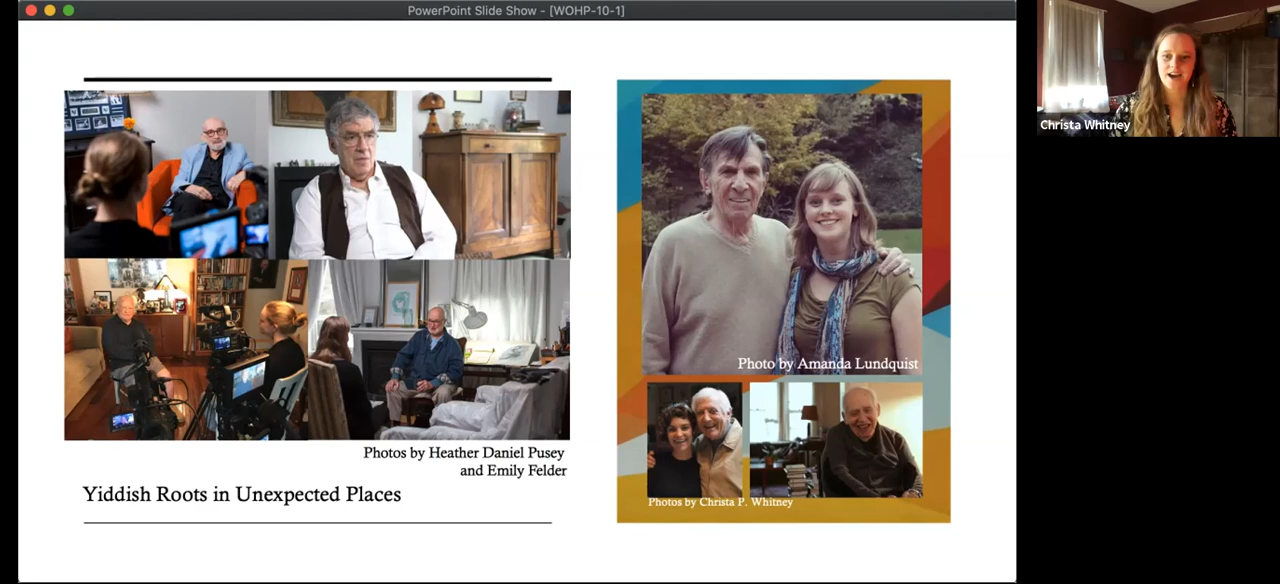 PowerPoint Slide Show - [WOHP-10-1]
Christa Whitney
Photos by Heather Daniel Pusey
and Emily Felder
Yiddish Roots in Unexpected Places
Photo by Amanda Lundquist
Photos by Christa P. Whitney